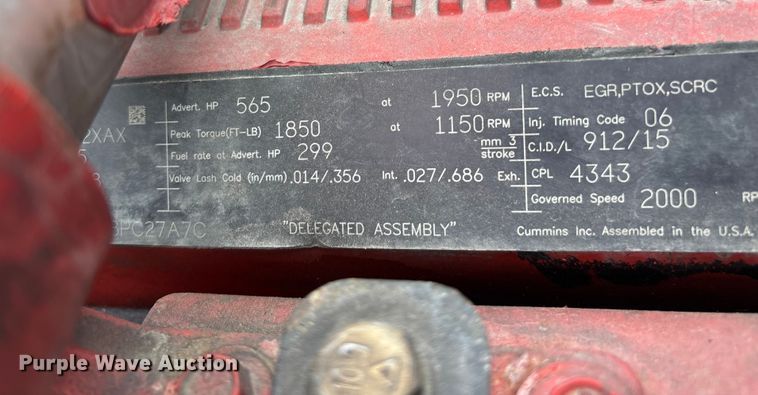 Advert. HP 565 at 1950 RPM E.C.S. EGR,PTOX,SCRC
2XAX Peak Torque(FT-LB) 1850 at 1150 RPM Inj. Timing Code 06
Fuel rate at Advert. HP 299 mm 3 stroke C.I.D./L 912/15
Valve Lash Cold (in/mm) .014/.356 Int. .027/.686 Exh. CPL 4343
Governed Speed 2000 RP
PC27A7C "DELEGATED ASSEMBLY" Cummins Inc. Assembled in the U.S.A.
Purple Wave Auction